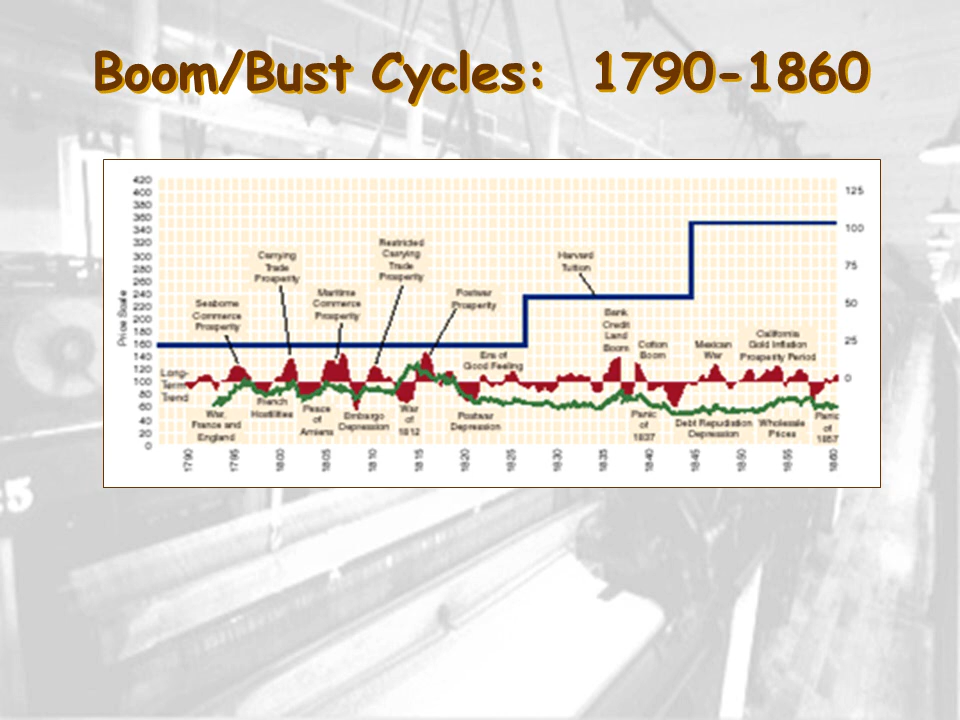 Boom/Bust Cycles: 1790-1860
420
400
380
360
340
320
300
280
260
240
220
200
180
160
140
120
100
80
60
40
20
0
Price Scale
125
100
75
50
25
0
Seaborne
Commerce
Prosperity
Carrying
Trade
Prosperity
Maritime
Commerce
Prosperity
Restricted
Carrying
Trade
Prosperity
Postwar
Prosperity
Era of
Good Feeling
Harvard
Tuition
Bank
Credit
Land
Boom
Cotton
Boom
Mexican
War
California
Gold Inflation
Prosperity Period
Long-
Term
Trend
War,
France and
England
French
Hostilities
Peace
of
Amiens
Embargo
Depression
War
of
1812
Postwar
Depression
Panic
of
1837
Debt Repudiation
Depression
Wholesale
Prices
Panic
of
1857
1790
1795
1800
1805
1810
1815
1820
1825
1830
1835
1840
1845
1850
1855
1860